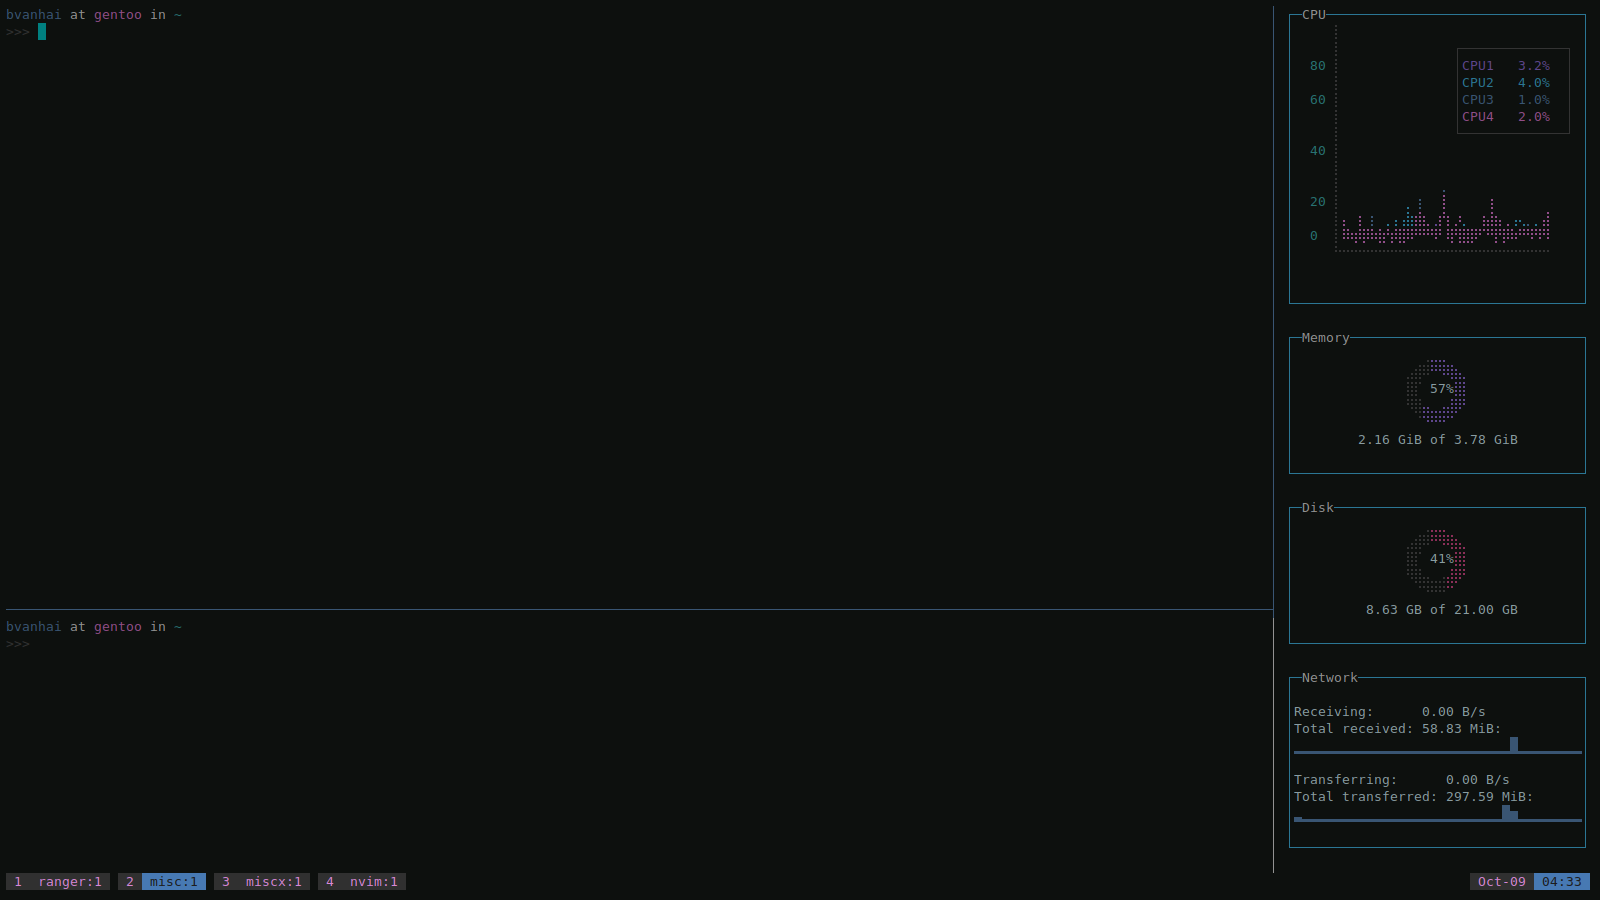 bvanhai at gentoo in ~
>>>
bvanhai at gentoo in ~
>>>
CPU
80
60
40
20
0
CPU1 3.2%
CPU2 4.0%
CPU3 1.0%
CPU4 2.0%
Memory
57%
2.16 GiB of 3.78 GiB
Disk
41%
8.63 GB of 21.00 GB
Network
Receiving: 0.00 B/s
Total received: 58.83 MiB:
Transferring: 0.00 B/s
Total transferred: 297.59 MiB:
1 ranger:1 2 misc:1 3 miscx:1 4 nvim:1 Oct-09 04:33